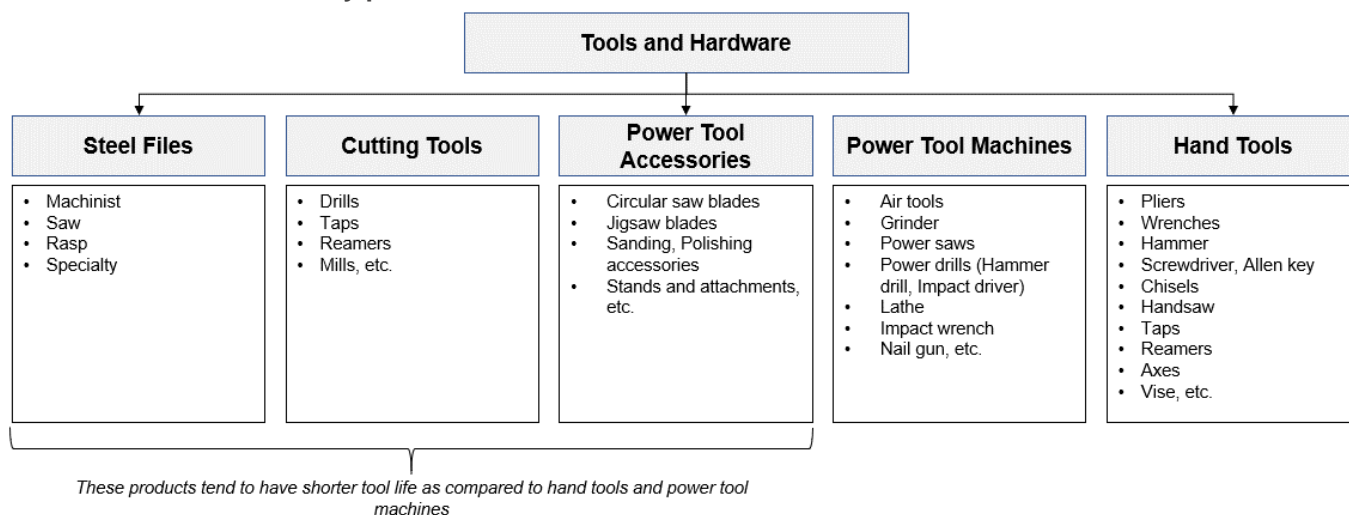 Tools and Hardware
Steel Files
Machinist
Saw
Rasp
Specialty
Cutting Tools
Drills
Taps
Reamers
Mills, etc.
Power Tool
Accessories
Circular saw blades
Jigsaw blades
Sanding, Polishing
accessories
Stands and attachments,
etc.
Power Tool Machines
Air tools
Grinder
Power saws
Power drills (Hammer
drill, Impact driver)
Lathe
Impact wrench
Nail gun, etc.
Hand Tools
Pliers
Wrenches
Hammer
Screwdriver, Allen key
Chisels
Handsaw
Taps
Reamers
Axes
Vise, etc.
These products tend to have shorter tool life as compared to hand tools and power tool
machines